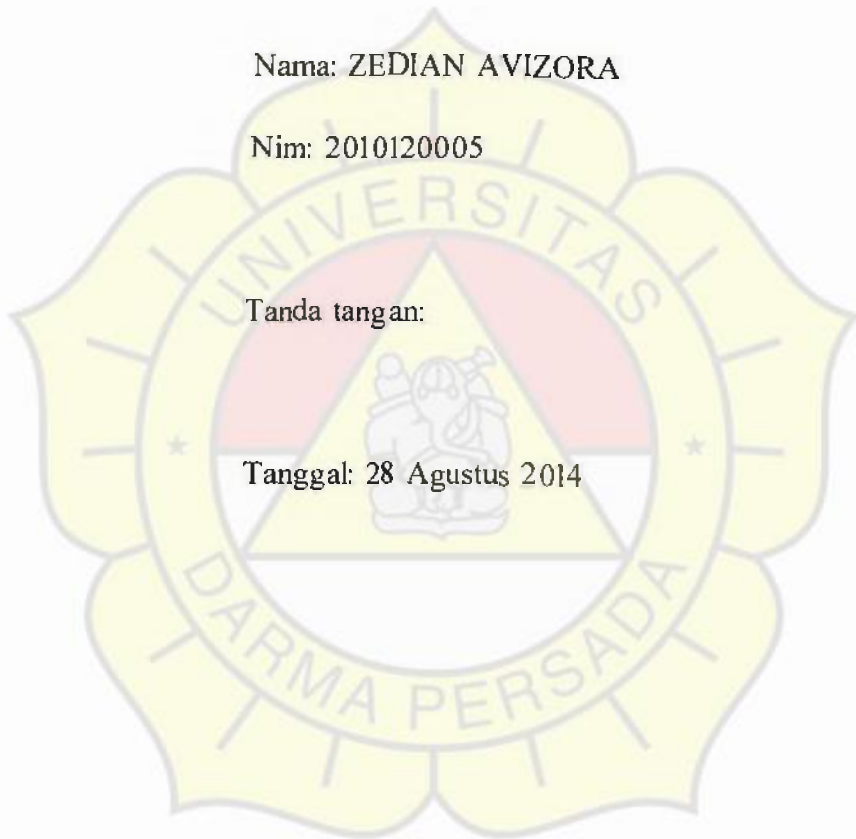 Nama: ZEDIAN AVIZORA
Nim: 2010120005
UNIVERSITAS
Tanda tangan:
Tanggal: 28 Agustus 2014
DARMA PERSADA